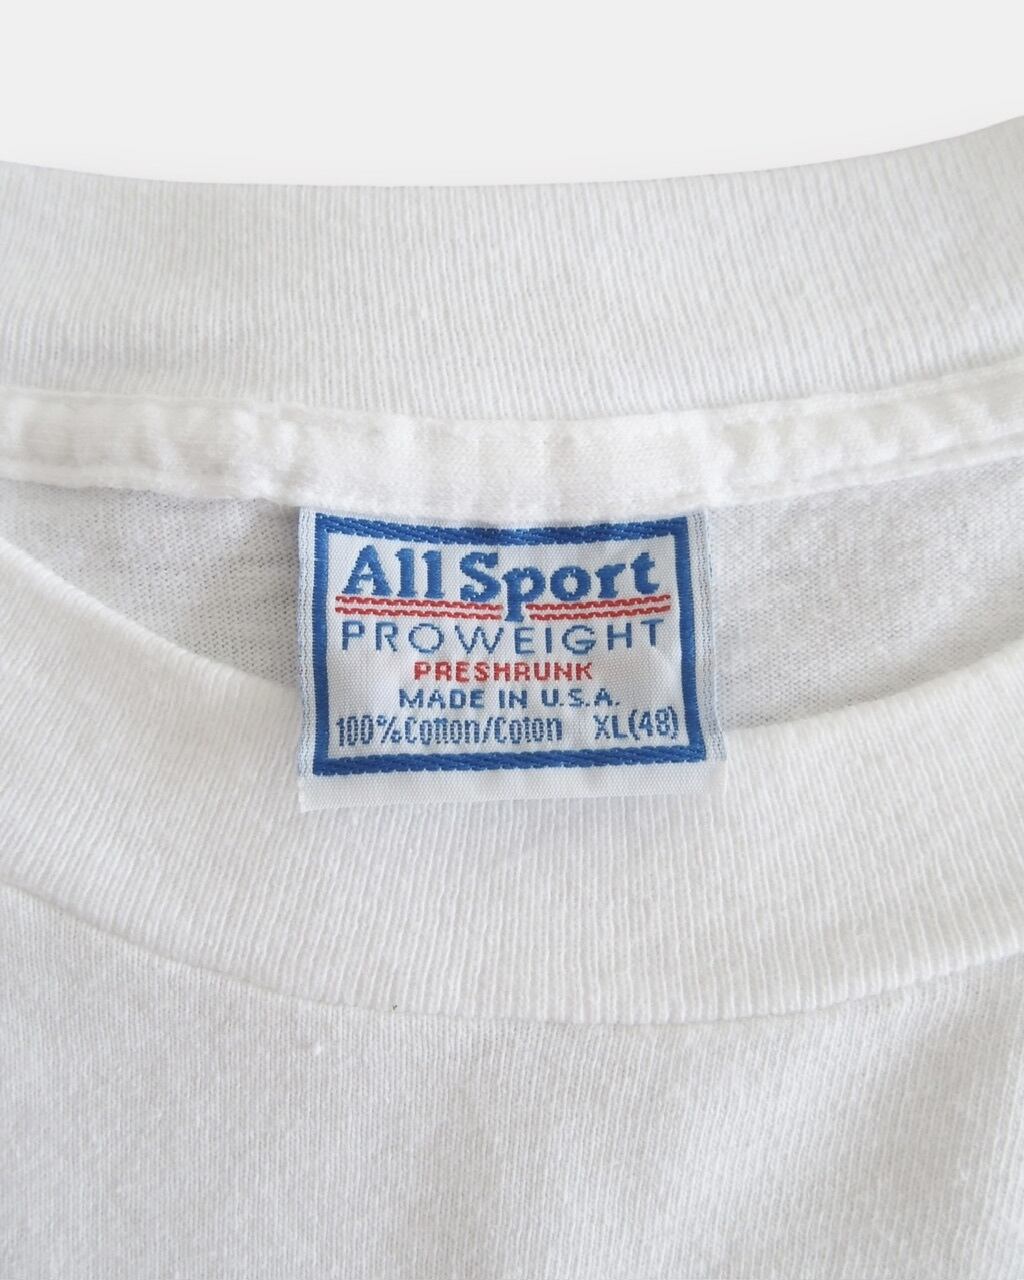 All Sport
PROWEIGHT
PRESHRUNK
MADE IN U.S.A.
100% Cotton/Coton XL(48)